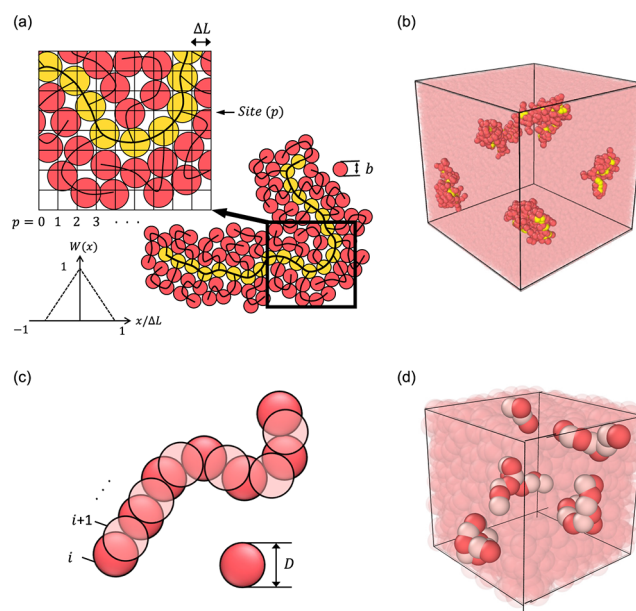 (a)
ΔL
Site (p)
b
p = 0 1 2 3 · · ·
W(x)
1
−1
1
x/ΔL
(b)
(c)
· · ·
i+1
i
D
(d)